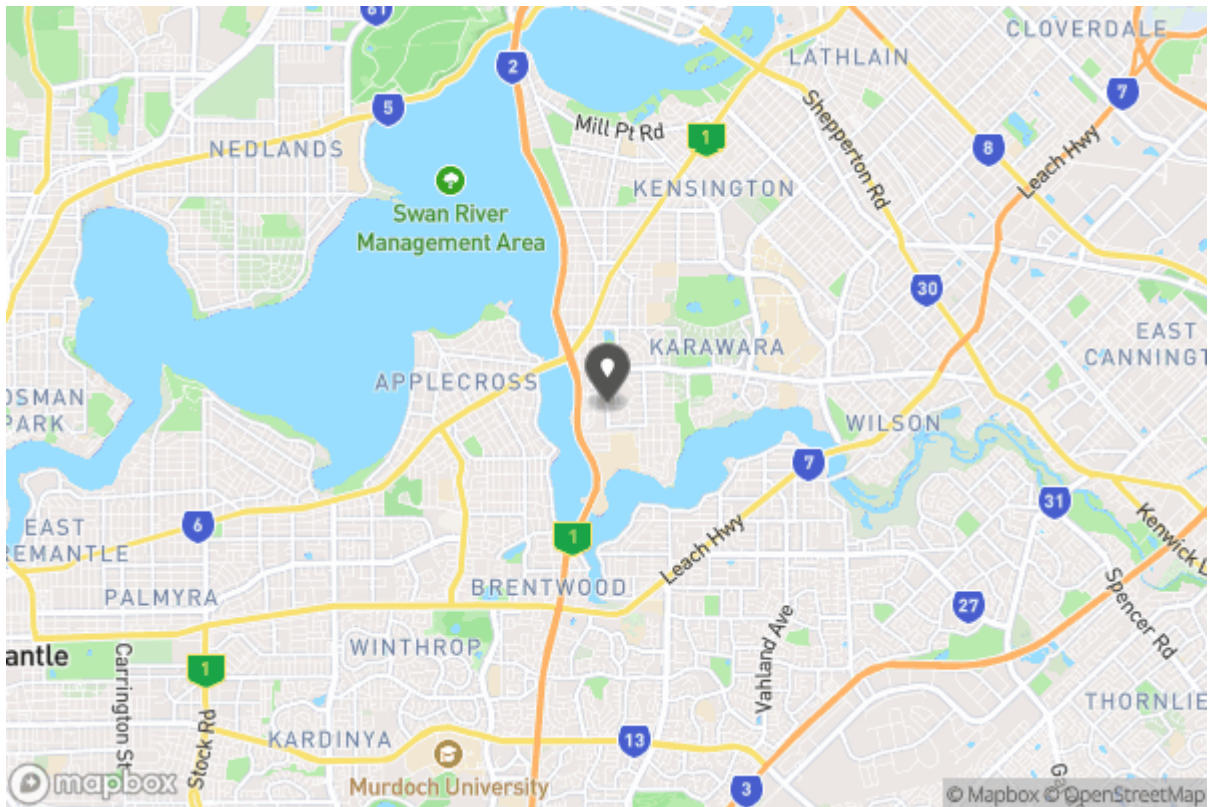 61
CLOVERDALE
LATHLAIN
2
7
5
Mill Pt Rd
1
Shepperton Rd
8
Leach Hwy
NEDLANDS
KENSINGTON
Swan River
Management Area
30
EAST
CANNINGT
KARAWARA
APPLECROSS
OSMAN
PARK
WILSON
7
31
6
EAST
REMANTLE
1
Leach Hwy
Kenwick L
BRENTWOOD
PALMYRA
27
Spencer Rd
WINTHROP
Vahland Ave
antle
1
Carrington St
Stock Rd
THORNLIE
KARDINYA
13
Murdoch University
3
mapbox
© Mapbox © OpenStreetMap